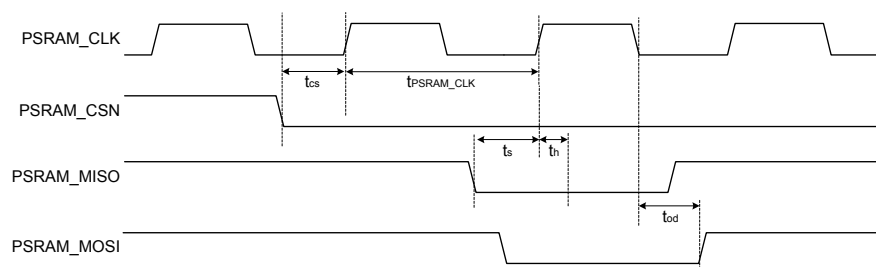 PSRAM_CLK
tcs
tPSRAM_CLK
PSRAM_CSN
ts
th
PSRAM_MISO
tod
PSRAM_MOSI